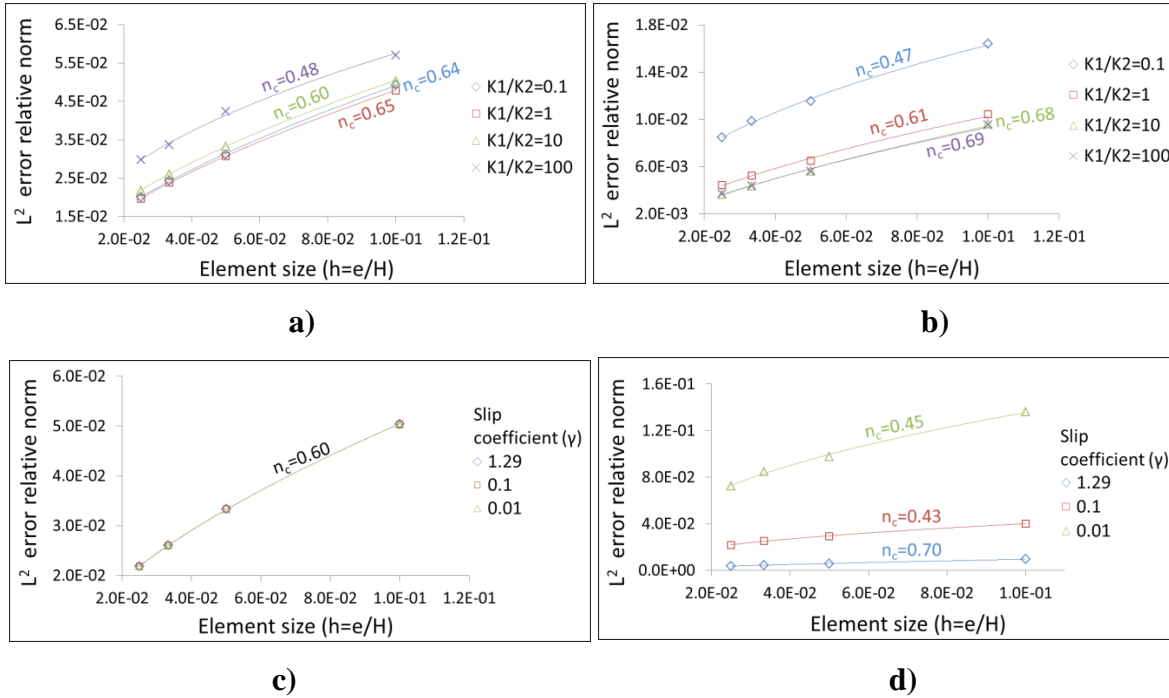 L² error relative norm
6.5E-02
5.5E-02
4.5E-02
3.5E-02
2.5E-02
1.5E-02
n_c=0.48
n_c=0.60
n_c=0.64
n_c=0.65
2.0E-02 4.0E-02 6.0E-02 8.0E-02 1.0E-01 1.2E-01
Element size (h=e/H)
K1/K2=0.1
K1/K2=1
K1/K2=10
K1/K2=100
a)
L² error relative norm
1.8E-02
1.4E-02
1.0E-02
6.0E-03
2.0E-03
n_c=0.47
n_c=0.61
n_c=0.68
n_c=0.69
2.0E-02 4.0E-02 6.0E-02 8.0E-02 1.0E-01
Element size (h=e/H)
K1/K2=0.1
K1/K2=1
K1/K2=10
K1/K2=100
b)
L² error relative norm
6.0E-02
5.0E-02
4.0E-02
3.0E-02
2.0E-02
n_c=0.60
2.0E-02 4.0E-02 6.0E-02 8.0E-02 1.0E-01 1.2E-01
Element size (h=e/H)
Slip
coefficient (γ)
1.29
0.1
0.01
c)
L² error relative norm
1.6E-01
1.2E-01
8.0E-02
4.0E-02
0.0E+00
n_c=0.45
n_c=0.43
n_c=0.70
2.0E-02 4.0E-02 6.0E-02 8.0E-02 1.0E-01
Element size (h=e/H)
Slip
coefficient (γ)
1.29
0.1
0.01
d)